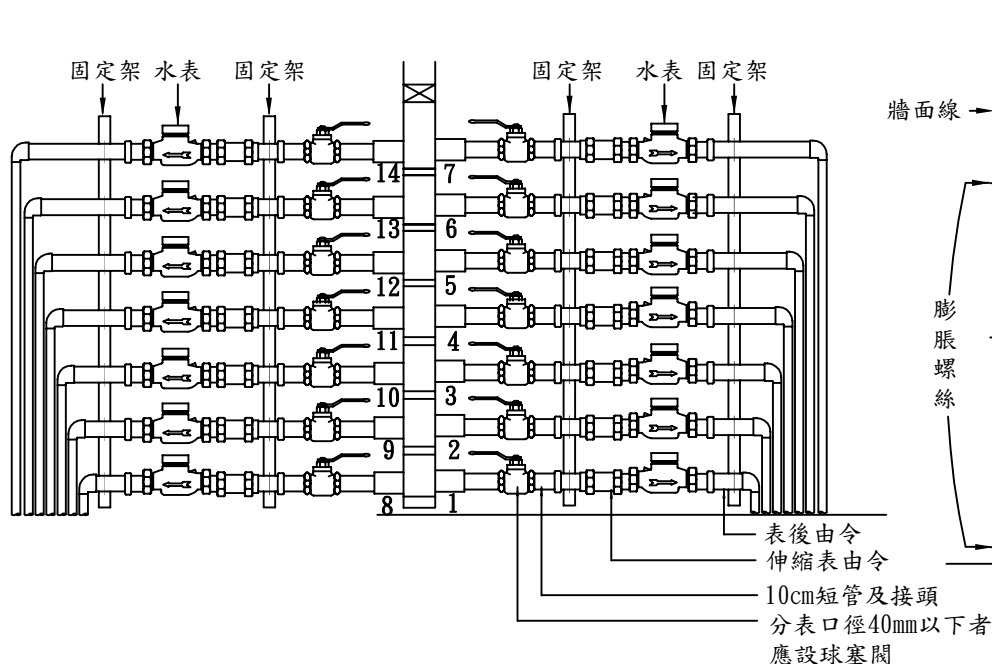 固定架 水表 固定架
固定架 水表 固定架
牆面線
14 7
13 6
12 5
11 4
10 3
9 2
8 1
膨脹螺絲
表後由令
伸縮表由令
10cm短管及接頭
分表口徑40mm以下者
應設球塞閥